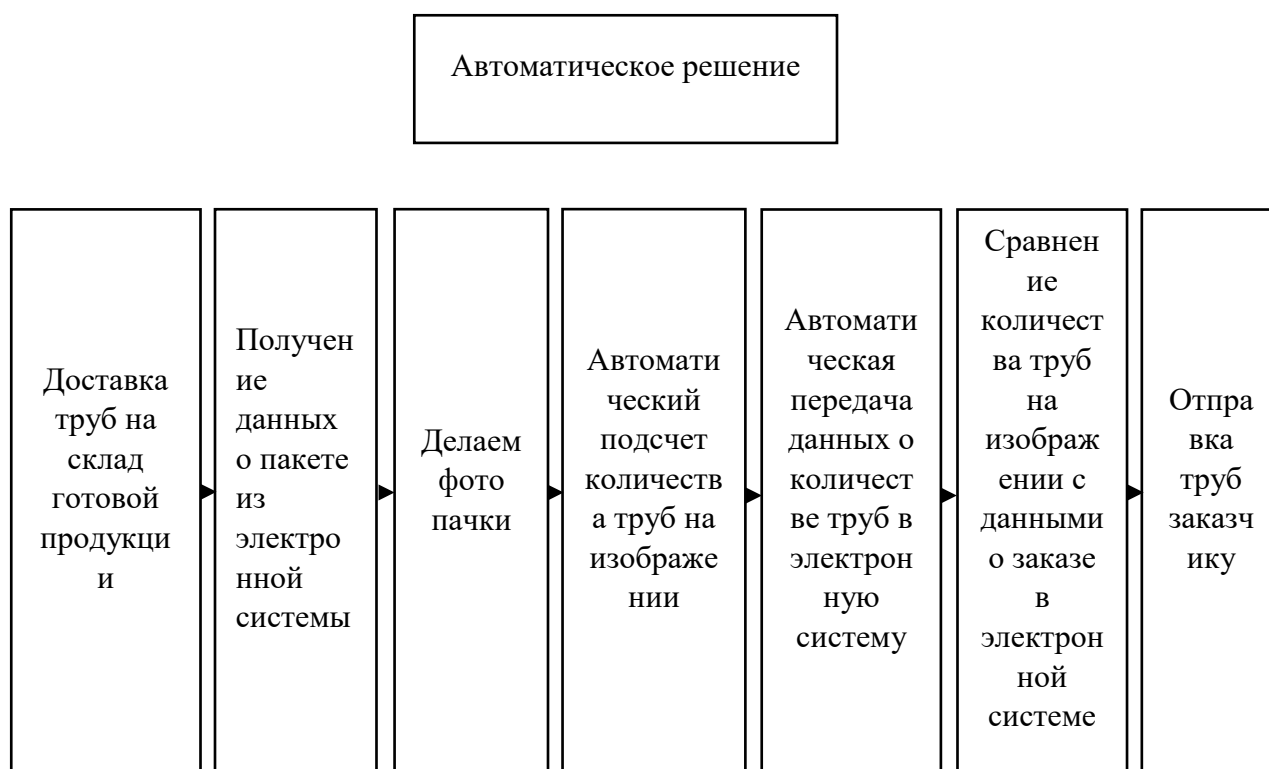 Автоматическое решение
Доставка
труб на
склад
готовой
продукци
и
Получен
ие
данных
о пакете
из
электро
нной
системы
Делаем
фото
пачки
Автомати
ческий
подсчет
количеств
а труб на
изображе
нии
Автомати
ческая
передача
данных о
количест
ве труб в
электрон
ную
систему
Сравнен
ие
количест
ва труб
на
изображ
ении с
данными
о заказе
в
электрон
ной
системе
Отпра
вка
труб
заказч
ику